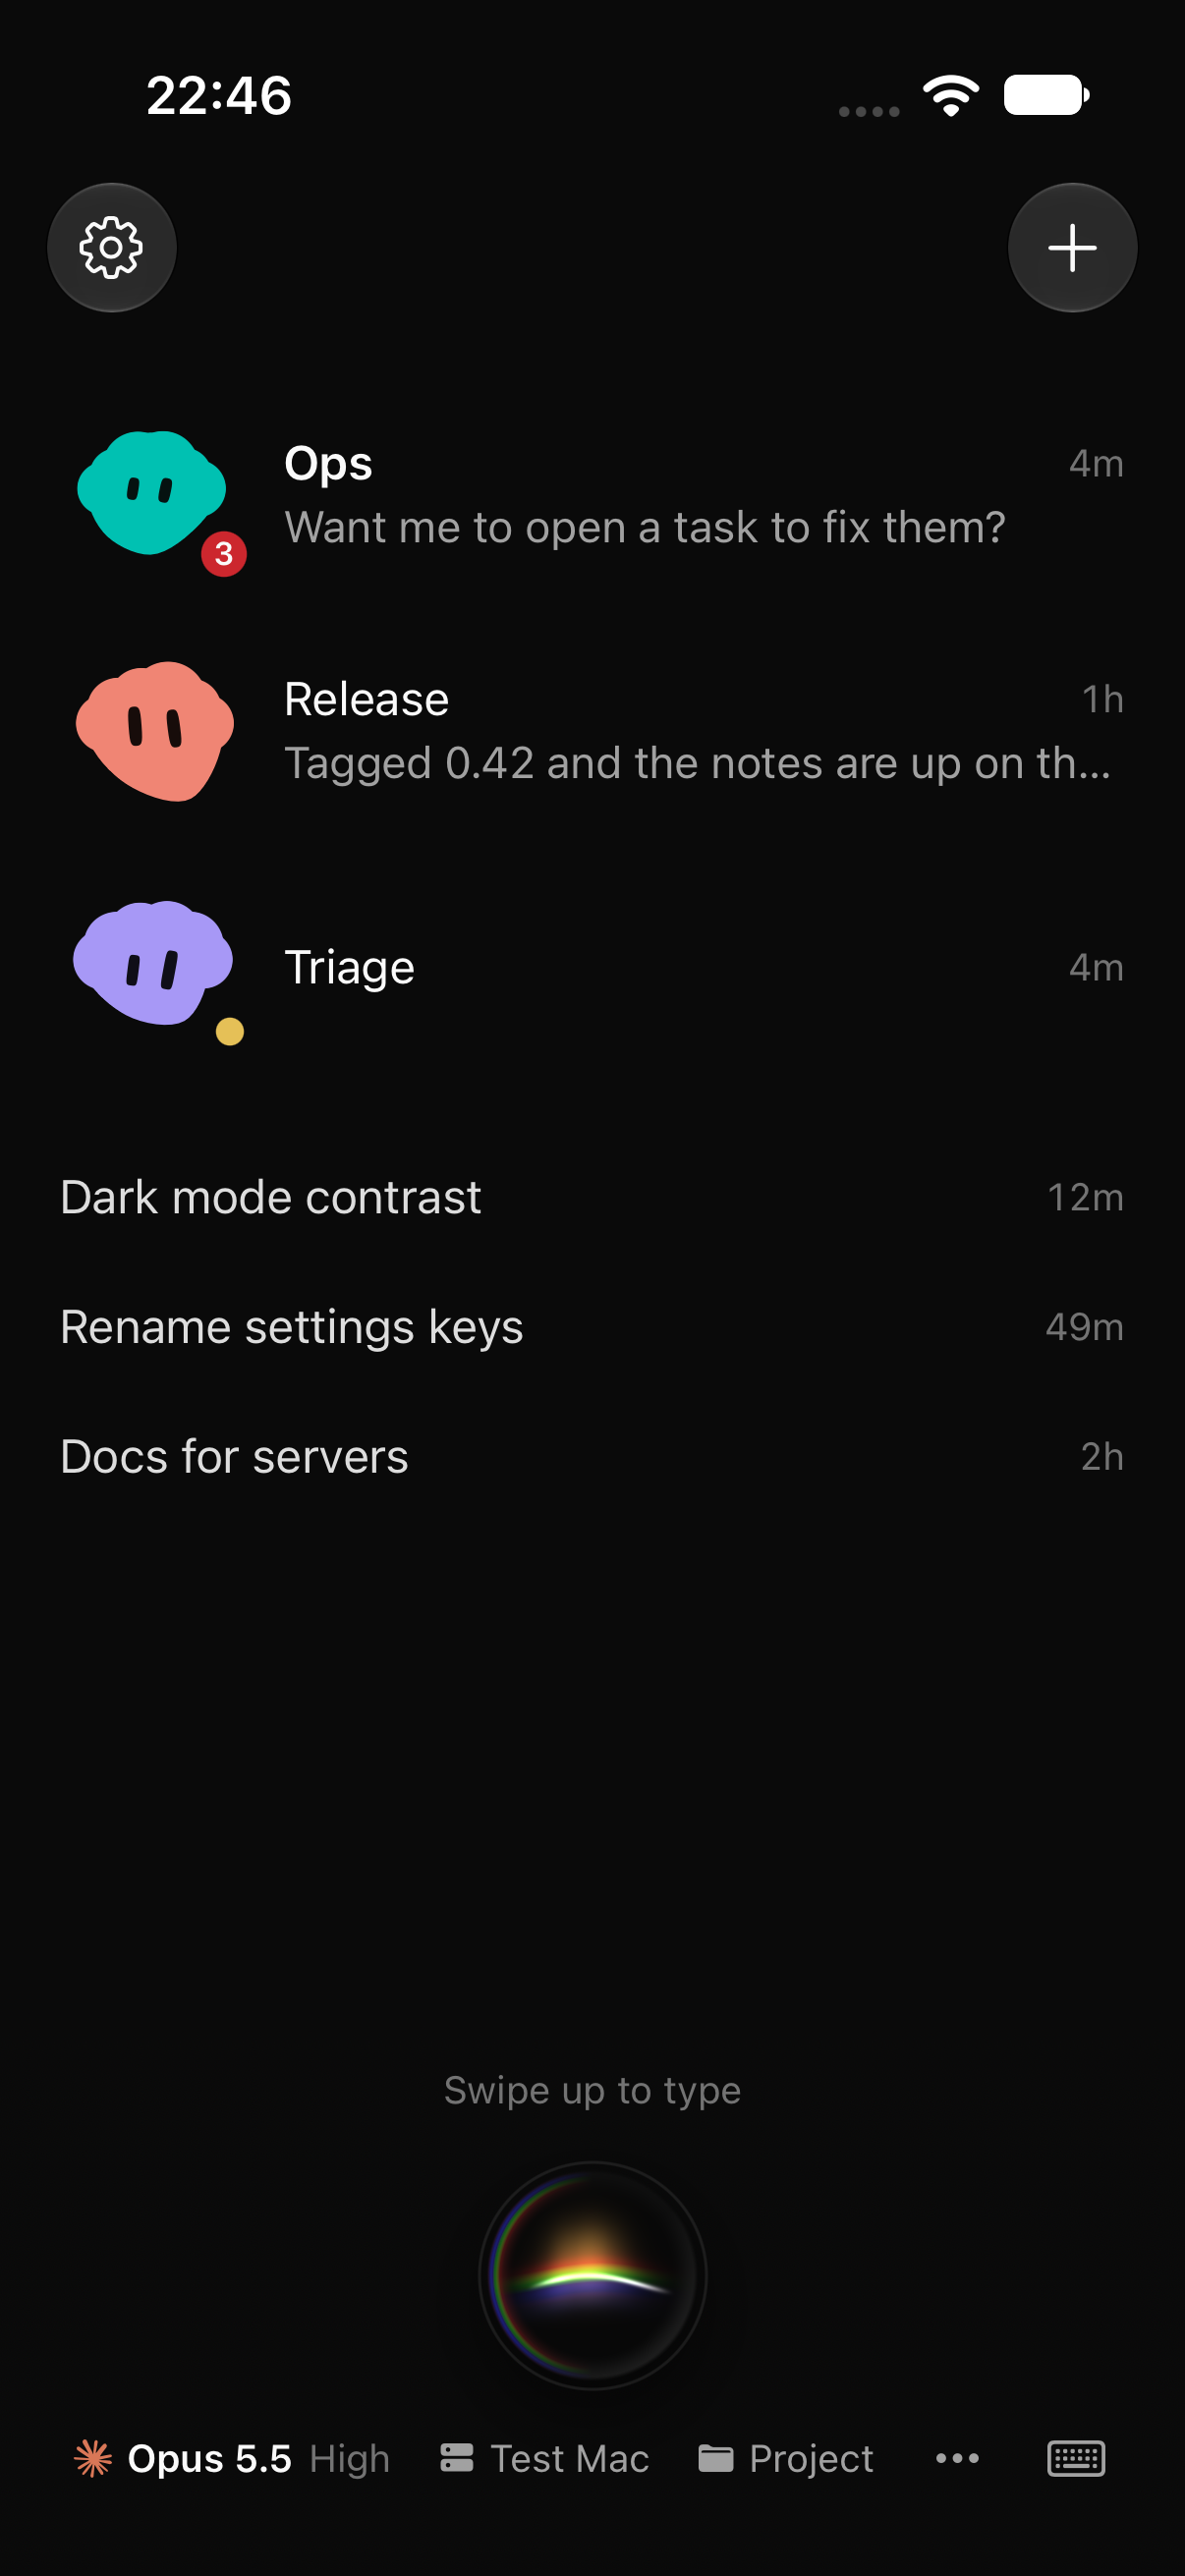 22:46
Ops 4m
Want me to open a task to fix them?
3
Release 1h
Tagged 0.42 and the notes are up on th...
Triage 4m
Dark mode contrast 12m
Rename settings keys 49m
Docs for servers 2h
Swipe up to type
Opus 5.5 High Test Mac Project